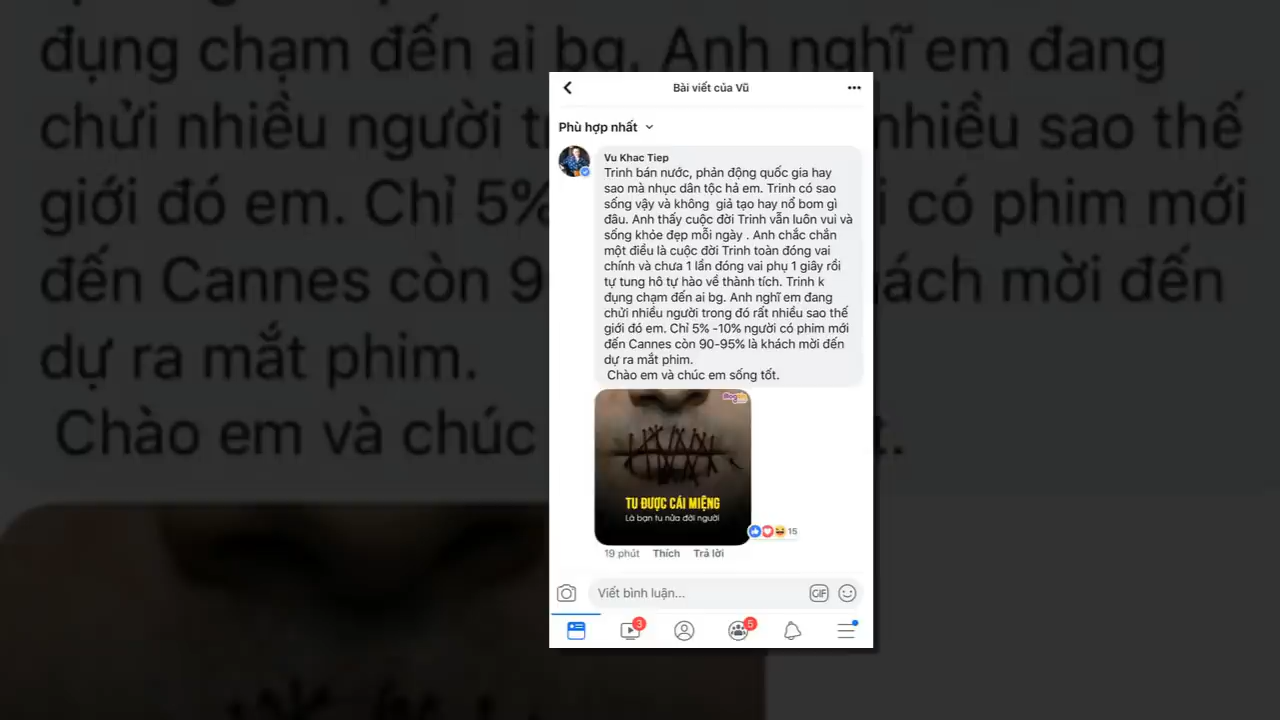 đụng chạm đến ai bg. Anh nghĩ em đang
chửi nhiều người
nhiều sao thế
giới đó em. Chỉ 5%
có phim mới
đến Cannes còn 9
khách mời đến
dự ra mắt phim.
Chào em và chúc
Bài viết của Vũ
Phù hợp nhất
Vu Khac Tiep
Trinh bán nước, phản động quốc gia hay
sao mà nhục dân tộc hả em. Trinh có sao
sống vậy và không giả tạo hay nổ bom gì
đâu. Anh thấy cuộc đời Trinh vẫn luôn vui và
sống khỏe đẹp mỗi ngày . Anh chắc chắn
một điều là cuộc đời Trinh toàn đóng vai
chính và chưa 1 lần đóng vai phụ 1 giây rồi
tự tung hô tự hào về thành tích. Trinh k
đụng chạm đến ai bg. Anh nghĩ em đang
chửi nhiều người trong đó rất nhiều sao thế
giới đó em. Chỉ 5% -10% người có phim mới
đến Cannes còn 90-95% là khách mời đến
dự ra mắt phim.
Chào em và chúc em sống tốt.
TU ĐƯỢC CÁI MIỆNG
Là bạn tu nửa đời người
15
19 phút Thích Trả lời
Viết bình luận...
GIF
3
5